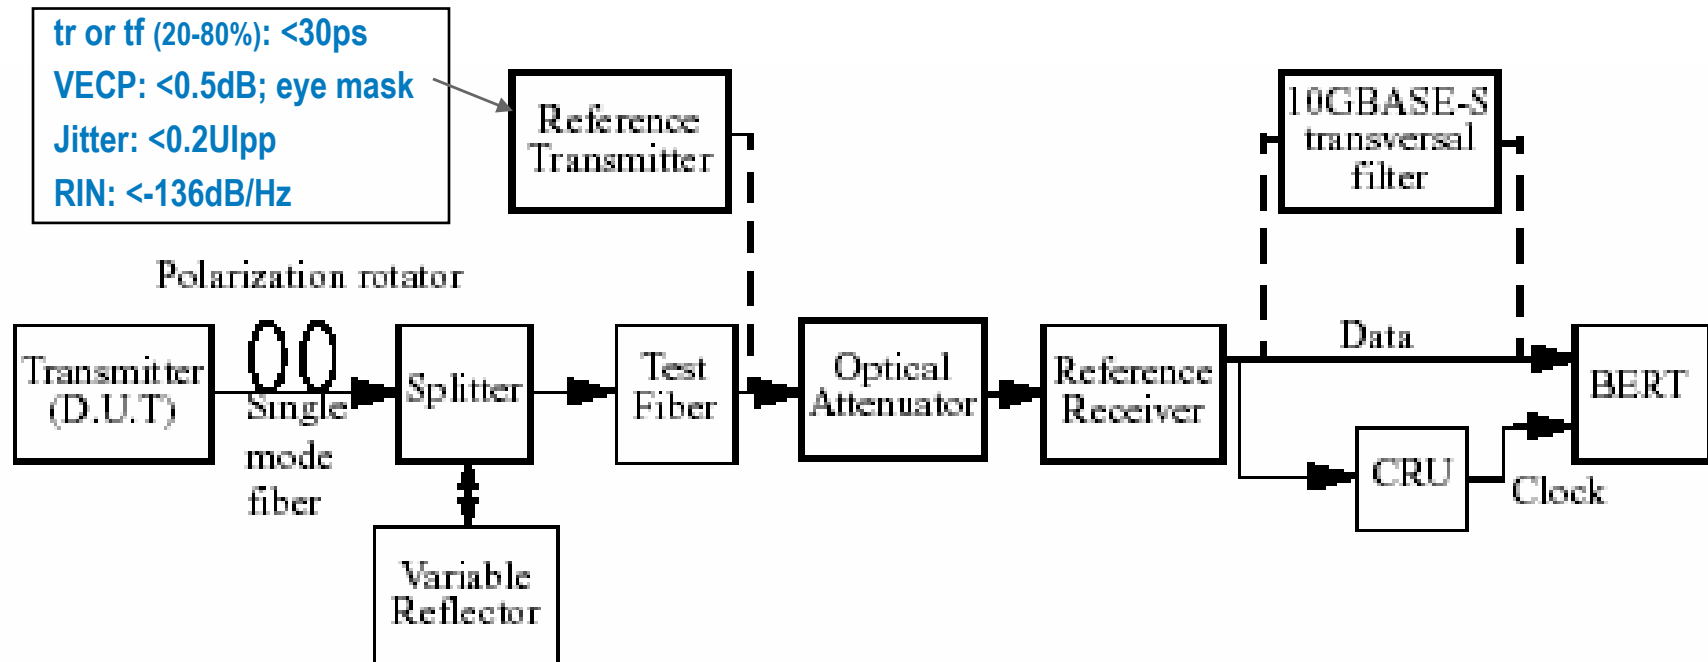 tr or tf (20-80%): <30ps
VECP: <0.5dB; eye mask
Jitter: <0.2UIpp
RIN: <-136dB/Hz
Reference
Transmitter
10GBASE-S
transversal
filter
Polarization rotator
Transmitter
(D.U.T)
Single
mode
fiber
Splitter
Test
Fiber
Optical
Attenuator
Reference
Receiver
Data
BERT
CRU
Clock
Variable
Reflector